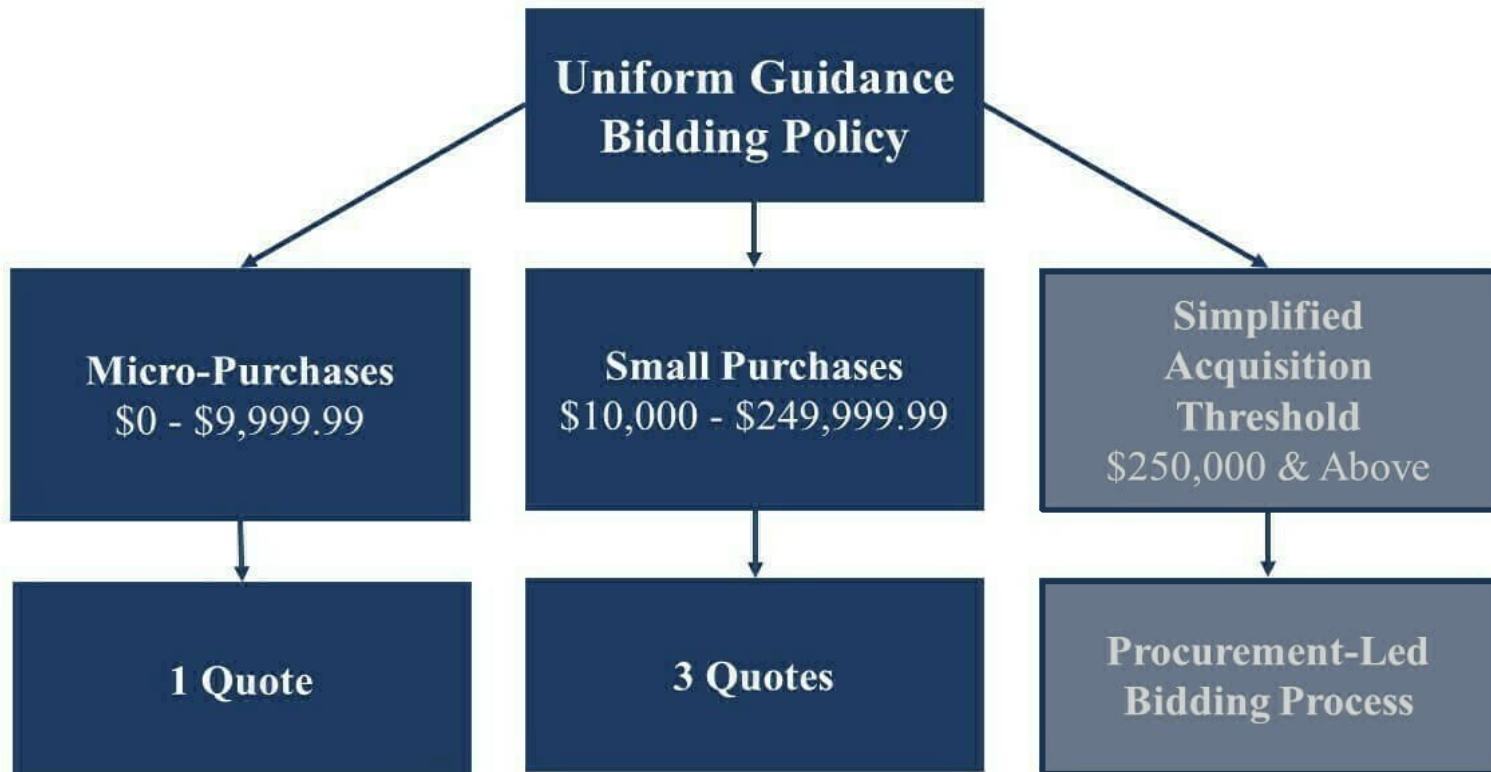 Uniform Guidance
Bidding Policy
Micro-Purchases
$0 - $9,999.99
Small Purchases
$10,000 - $249,999.99
Simplified
Acquisition
Threshold
$250,000 & Above
1 Quote
3 Quotes
Procurement-Led
Bidding Process